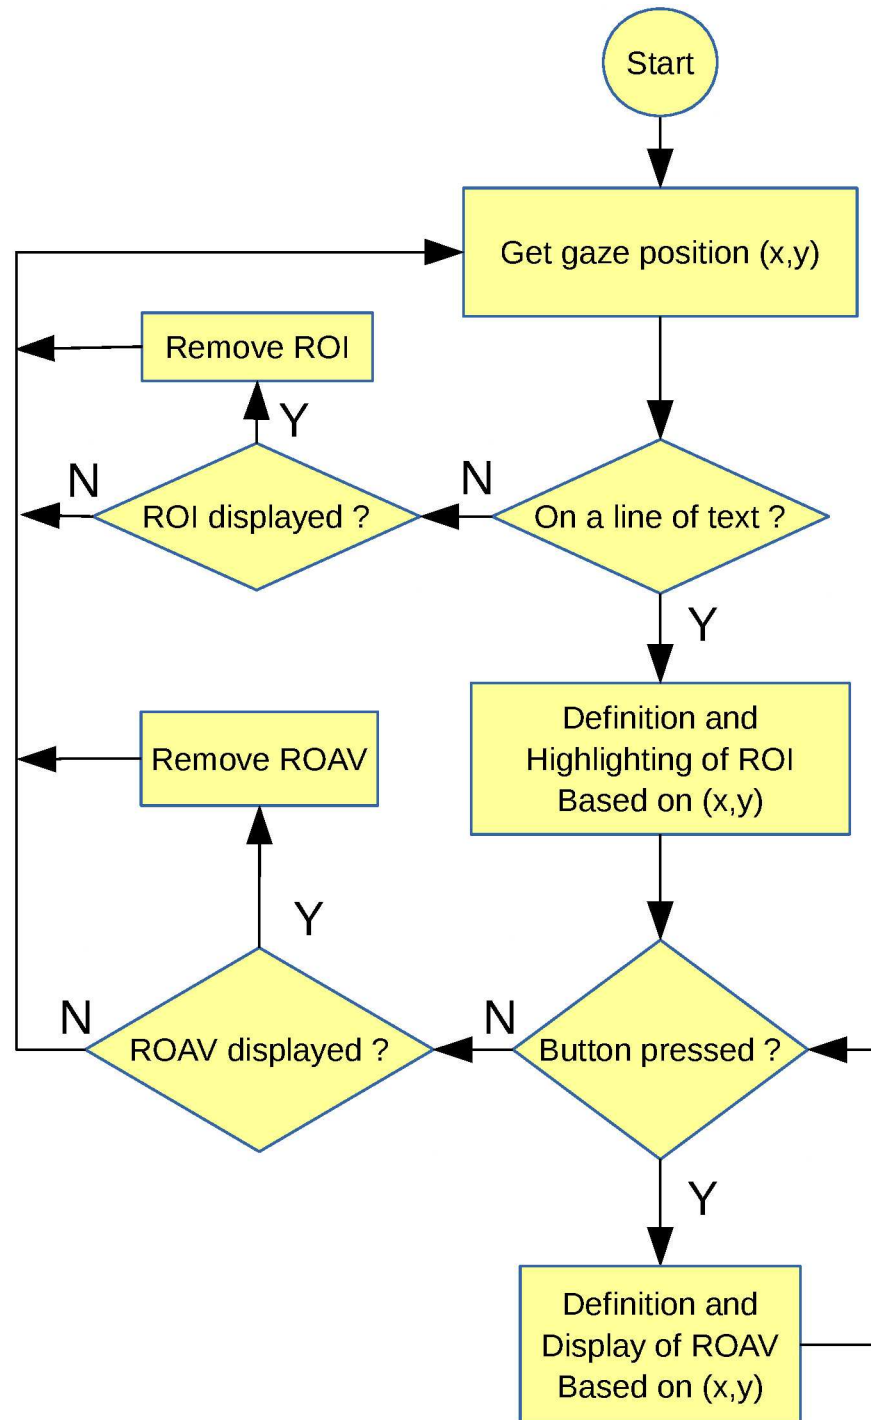 Start
Get gaze position (x,y)
Remove ROI
Y
N
ROI displayed ?
N
On a line of text ?
Y
Definition and
Highlighting of ROI
Based on (x,y)
Remove ROAV
Y
N
ROAV displayed ?
N
Button pressed ?
Y
Definition and
Display of ROAV
Based on (x,y)